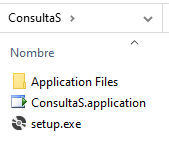 ConsultaS
Nombre
Application Files
ConsultaS.application
setup.exe